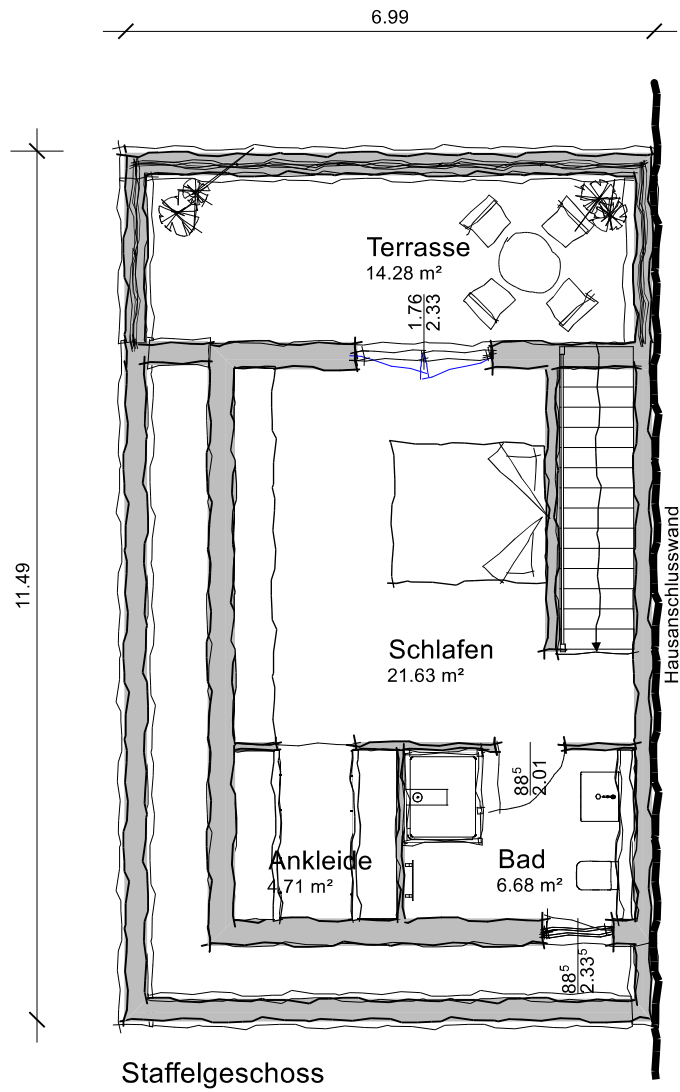 6.99
11.49
Terrasse
14.28 m²
1.76
2.33
Hausanschlusswand
Schlafen
21.63 m²
88⁵
2.01
Ankleide
4.71 m²
Bad
6.68 m²
88⁵
2.33⁵
Staffelgeschoss